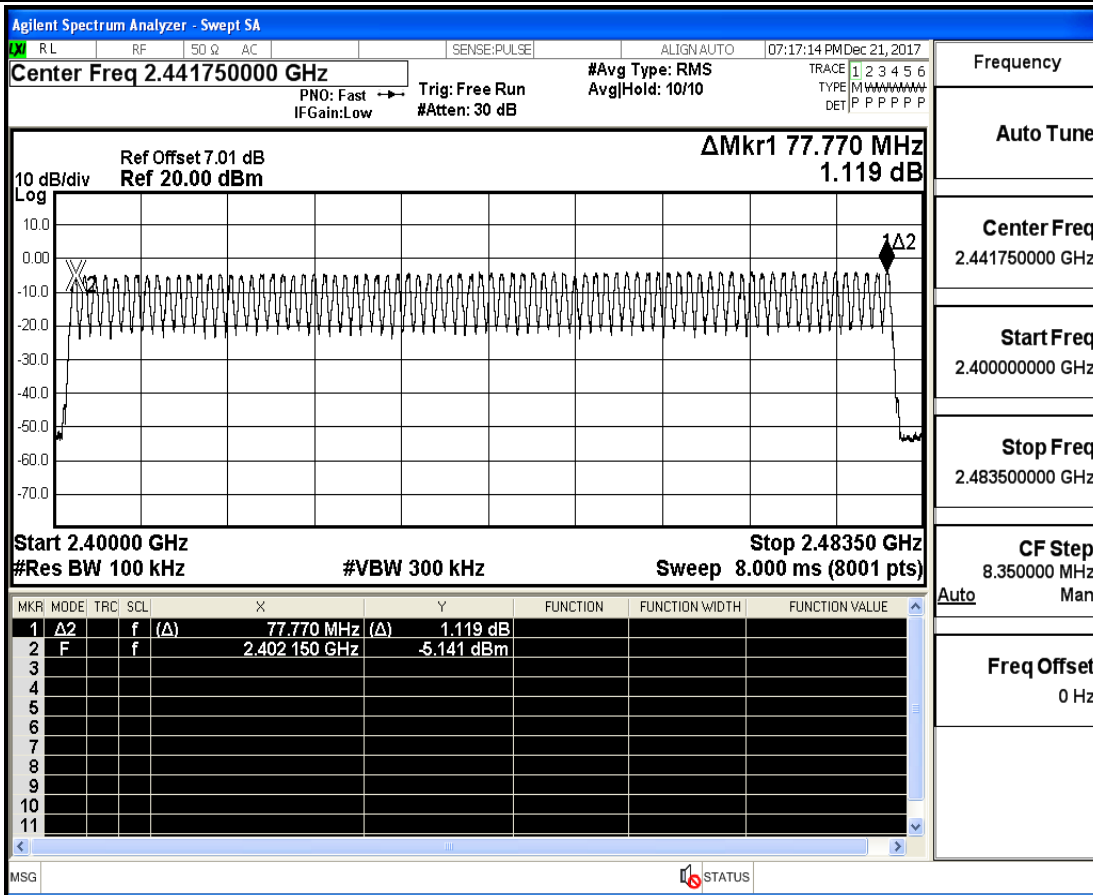 Agilent Spectrum Analyzer - Swept SA
LXI RL RF 50 Ω AC SENSE:PULSE ALIGN AUTO 07:17:14 PM Dec 21, 2017
Center Freq 2.441750000 GHz
PNO: Fast
IFGain:Low
Trig: Free Run
#Atten: 30 dB
#Avg Type: RMS
Avg|Hold: 10/10
TRACE 1 2 3 4 5 6
TYPE M W W W W W
DET P P P P P P
Ref Offset 7.01 dB
10 dB/div Ref 20.00 dBm
Log
ΔMkr1 77.770 MHz
1.119 dB
10.0
0.00
-10.0
-20.0
-30.0
-40.0
-50.0
-60.0
-70.0
2
1Δ2
Start 2.40000 GHz Stop 2.48350 GHz
#Res BW 100 kHz #VBW 300 kHz Sweep 8.000 ms (8001 pts)
MKR MODE TRC SCL X Y FUNCTION FUNCTION WIDTH FUNCTION VALUE
1 Δ2 f (Δ) 77.770 MHz (Δ) 1.119 dB
2 F f 2.402 150 GHz -5.141 dBm
3
4
5
6
7
8
9
10
11
MSG STATUS
Frequency
Auto Tune
Center Freq
2.441750000 GHz
Start Freq
2.400000000 GHz
Stop Freq
2.483500000 GHz
CF Step
8.350000 MHz
Auto Man
Freq Offset
0 Hz